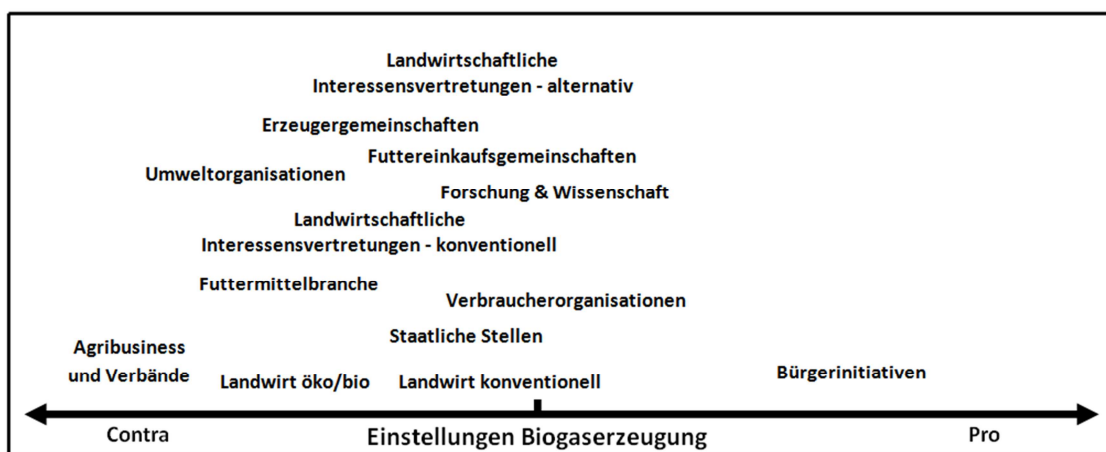 Landwirtschaftliche
Interessensvertretungen - alternativ
Erzeugergemeinschaften
Futtereinkaufsgemeinschaften
Umweltorganisationen
Forschung & Wissenschaft
Landwirtschaftliche
Interessensvertretungen - konventionell
Futtermittelbranche
Verbraucherorganisationen
Staatliche Stellen
Agribusiness
und Verbände
Landwirt öko/bio
Landwirt konventionell
Bürgerinitiativen
Contra
Einstellungen Biogaserzeugung
Pro